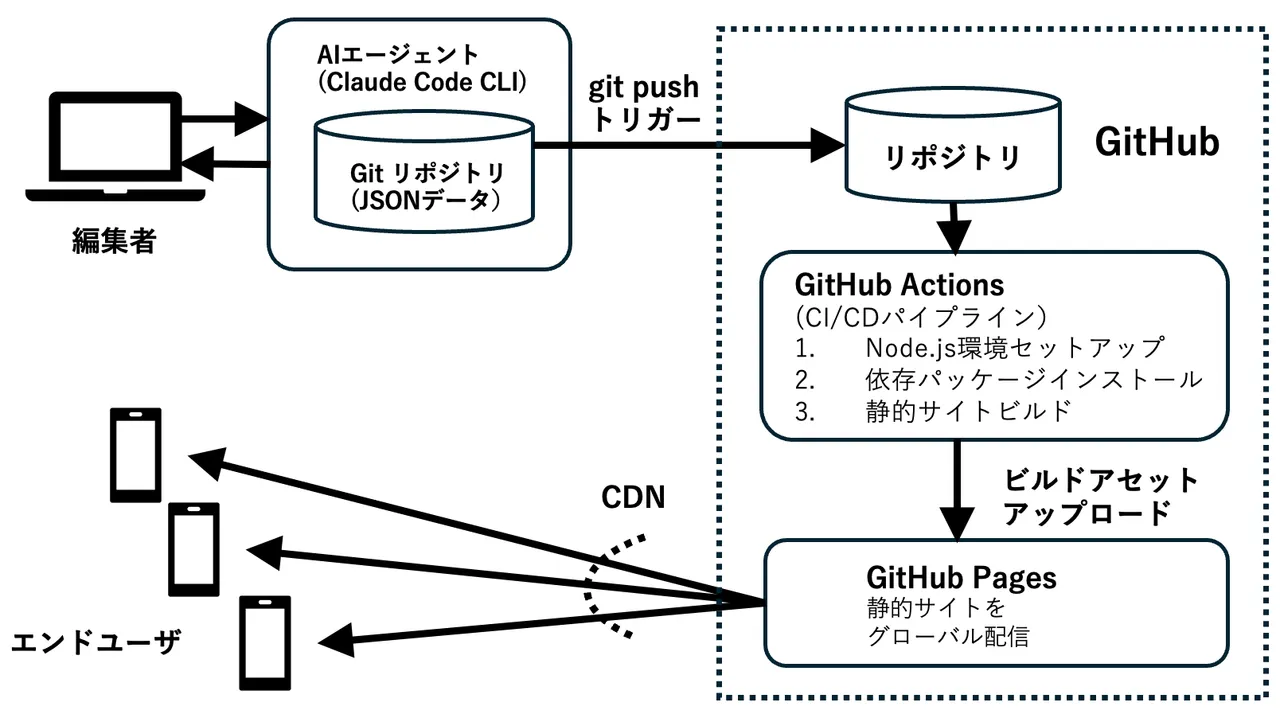 AIエージェント
(Claude Code CLI)
Git リポジトリ
(JSONデータ)
編集者
git push
トリガー
リポジトリ
GitHub
GitHub Actions
(CI/CDパイプライン)
1. Node.js環境セットアップ
2. 依存パッケージインストール
3. 静的サイトビルド
ビルドアセット
アップロード
GitHub Pages
静的サイトを
グローバル配信
CDN
エンドユーザ